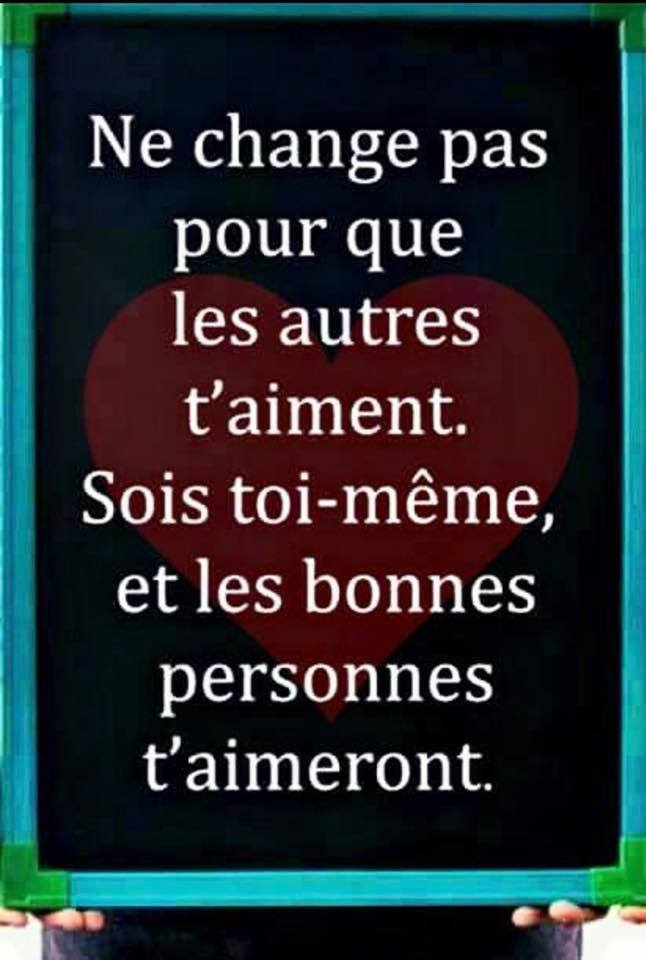 Ne change pas
pour que
les autres
t’aiment.
Sois toi-même,
et les bonnes
personnes
t’aimeront.